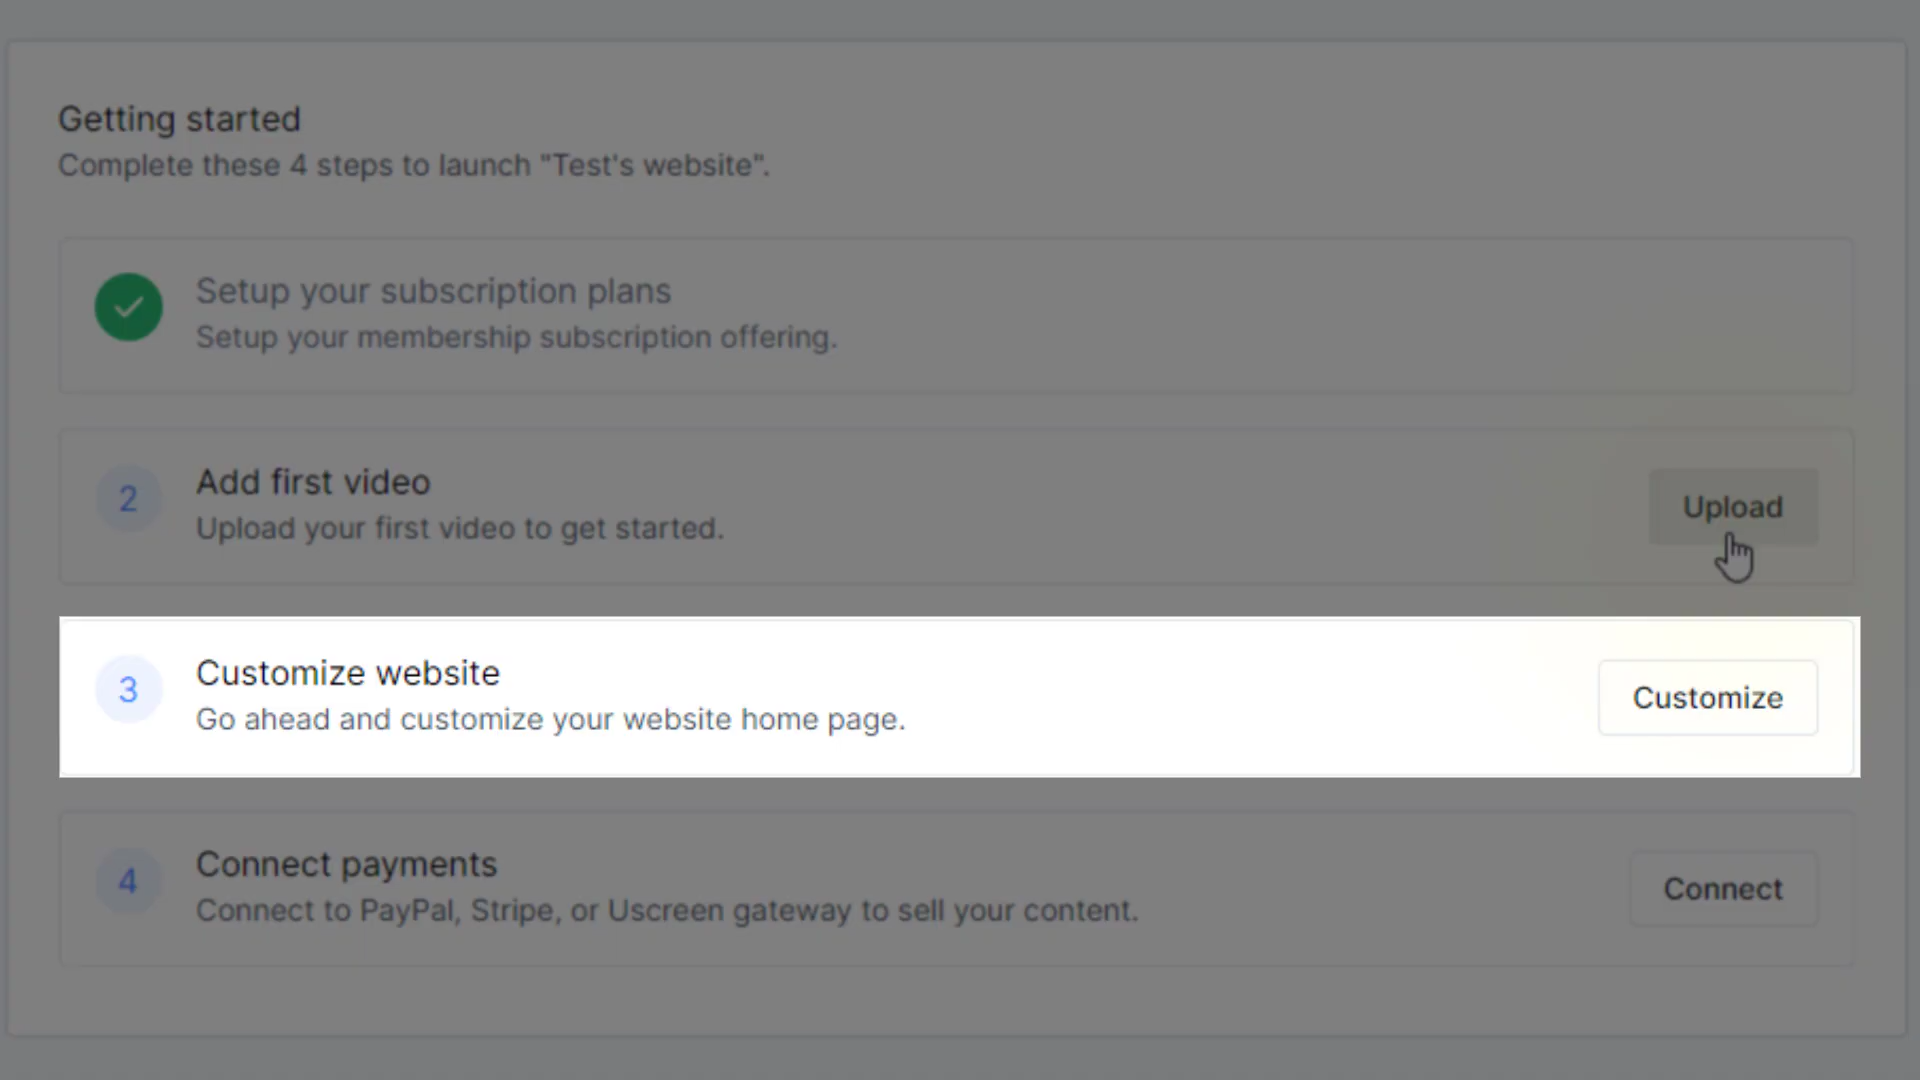 Getting started
Complete these 4 steps to launch "Test's website".
Setup your subscription plans
Setup your membership subscription offering.
2
Add first video
Upload your first video to get started.
Upload
3
Customize website
Go ahead and customize your website home page.
Customize
4
Connect payments
Connect to PayPal, Stripe, or Uscreen gateway to sell your content.
Connect